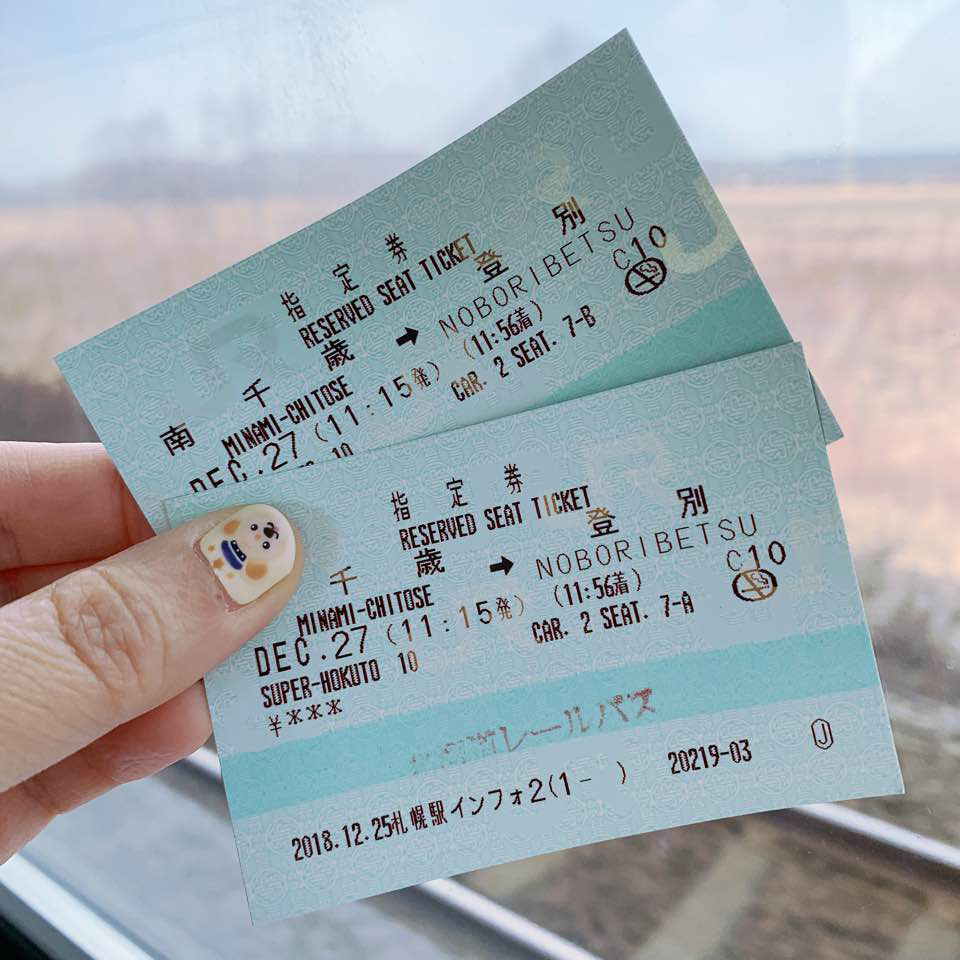 指定券
RESERVED SEAT TICKET
南千歳 → 登別
MINAMI-CHITOSE NOBORIBETSU
DEC.27 (11:15発) (11:56着) C10
CAR. 2 SEAT. 7-B
10
指定券
RESERVED SEAT TICKET
千歳 → 登別
MINAMI-CHITOSE NOBORIBETSU
DEC.27 (11:15発) (11:56着) C10
CAR. 2 SEAT. 7-A
SUPER-HOKUTO 10
¥***
レールパス
2018.12.25札幌駅インフォ2(1- ) 20219-03 J